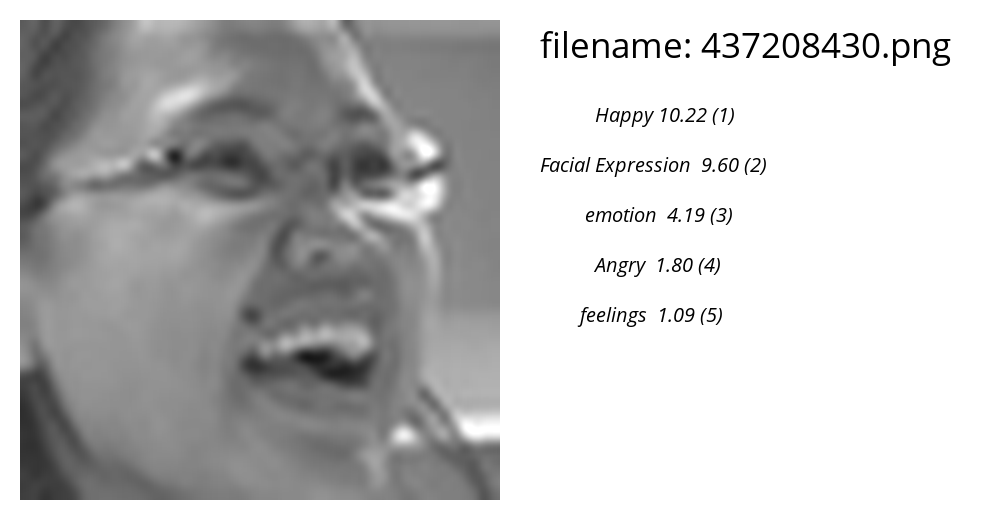 filename: 437208430.png
Happy 10.22 (1)
Facial Expression 9.60 (2)
emotion 4.19 (3)
Angry 1.80 (4)
feelings 1.09 (5)